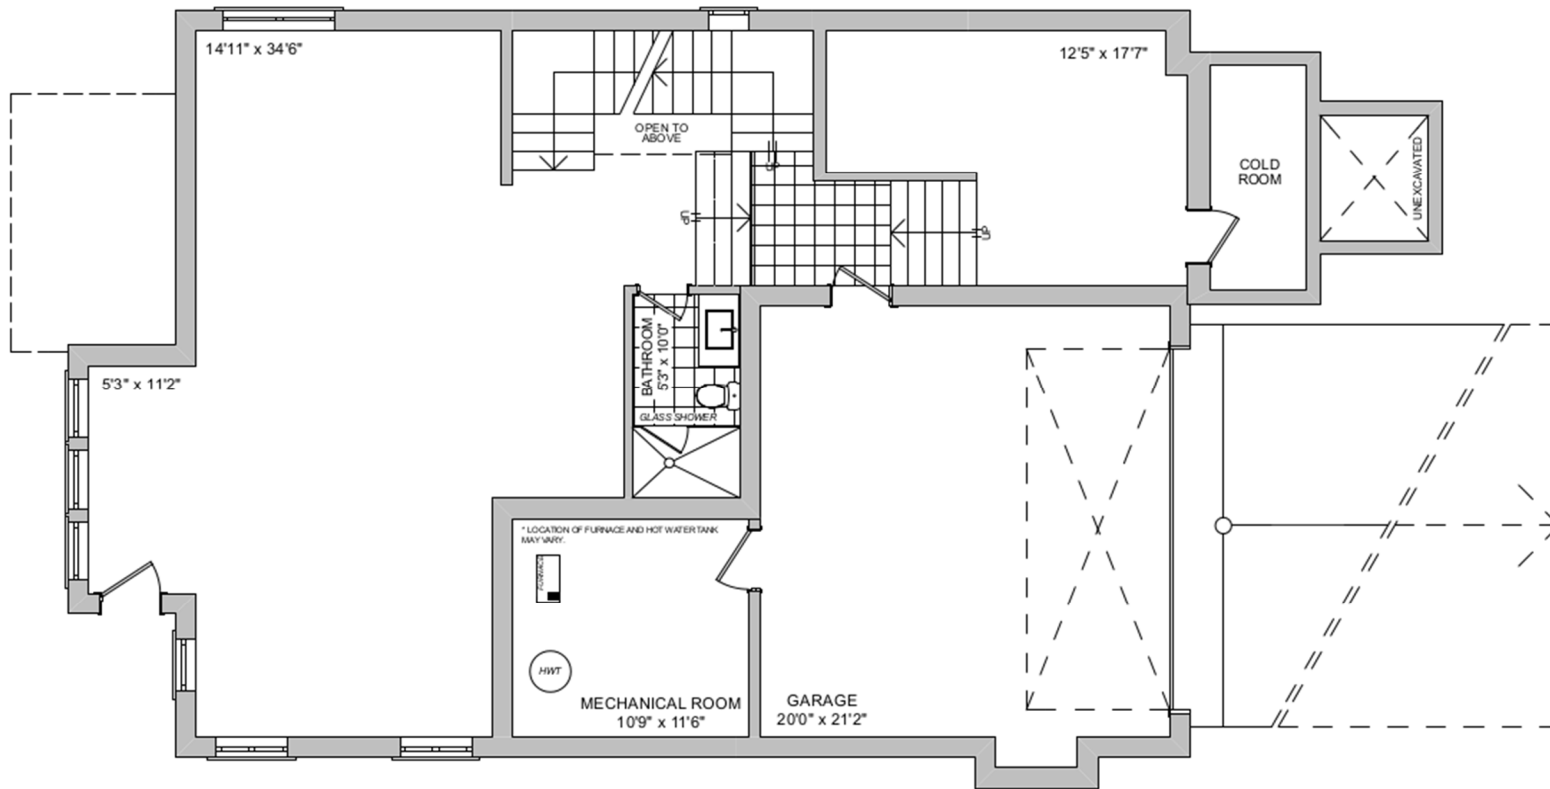 14'11" x 34'6"
12'5" x 17'7"
OPEN TO
ABOVE
UP
COLD
ROOM
UNEXCAVATED
UP
UP
5'3" x 11'2"
BATHROOM
5'3" x 10'0"
GLASS SHOWER
* LOCATION OF FURNACE AND HOT WATER TANK
MAY VARY.
FURNACE
HWT
MECHANICAL ROOM
10'9" x 11'6"
GARAGE
20'0" x 21'2"